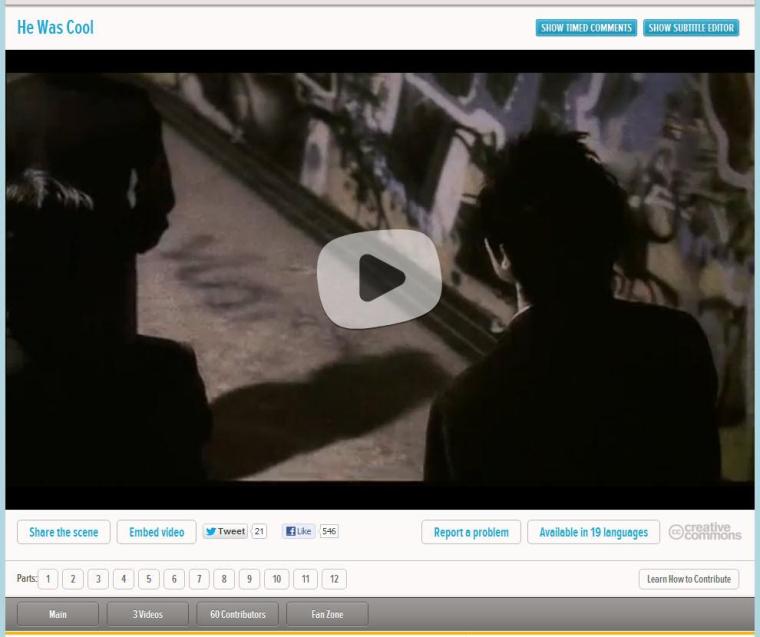 He Was Cool
SHOW TIMED COMMENTS SHOW SUBTITLE EDITOR
Share the scene Embed video Tweet 21 Like 546 Report a problem Available in 19 languages cc creative commons
Parts: 1 2 3 4 5 6 7 8 9 10 11 12 Learn How to Contribute
Main 3 Videos 60 Contributors Fan Zone